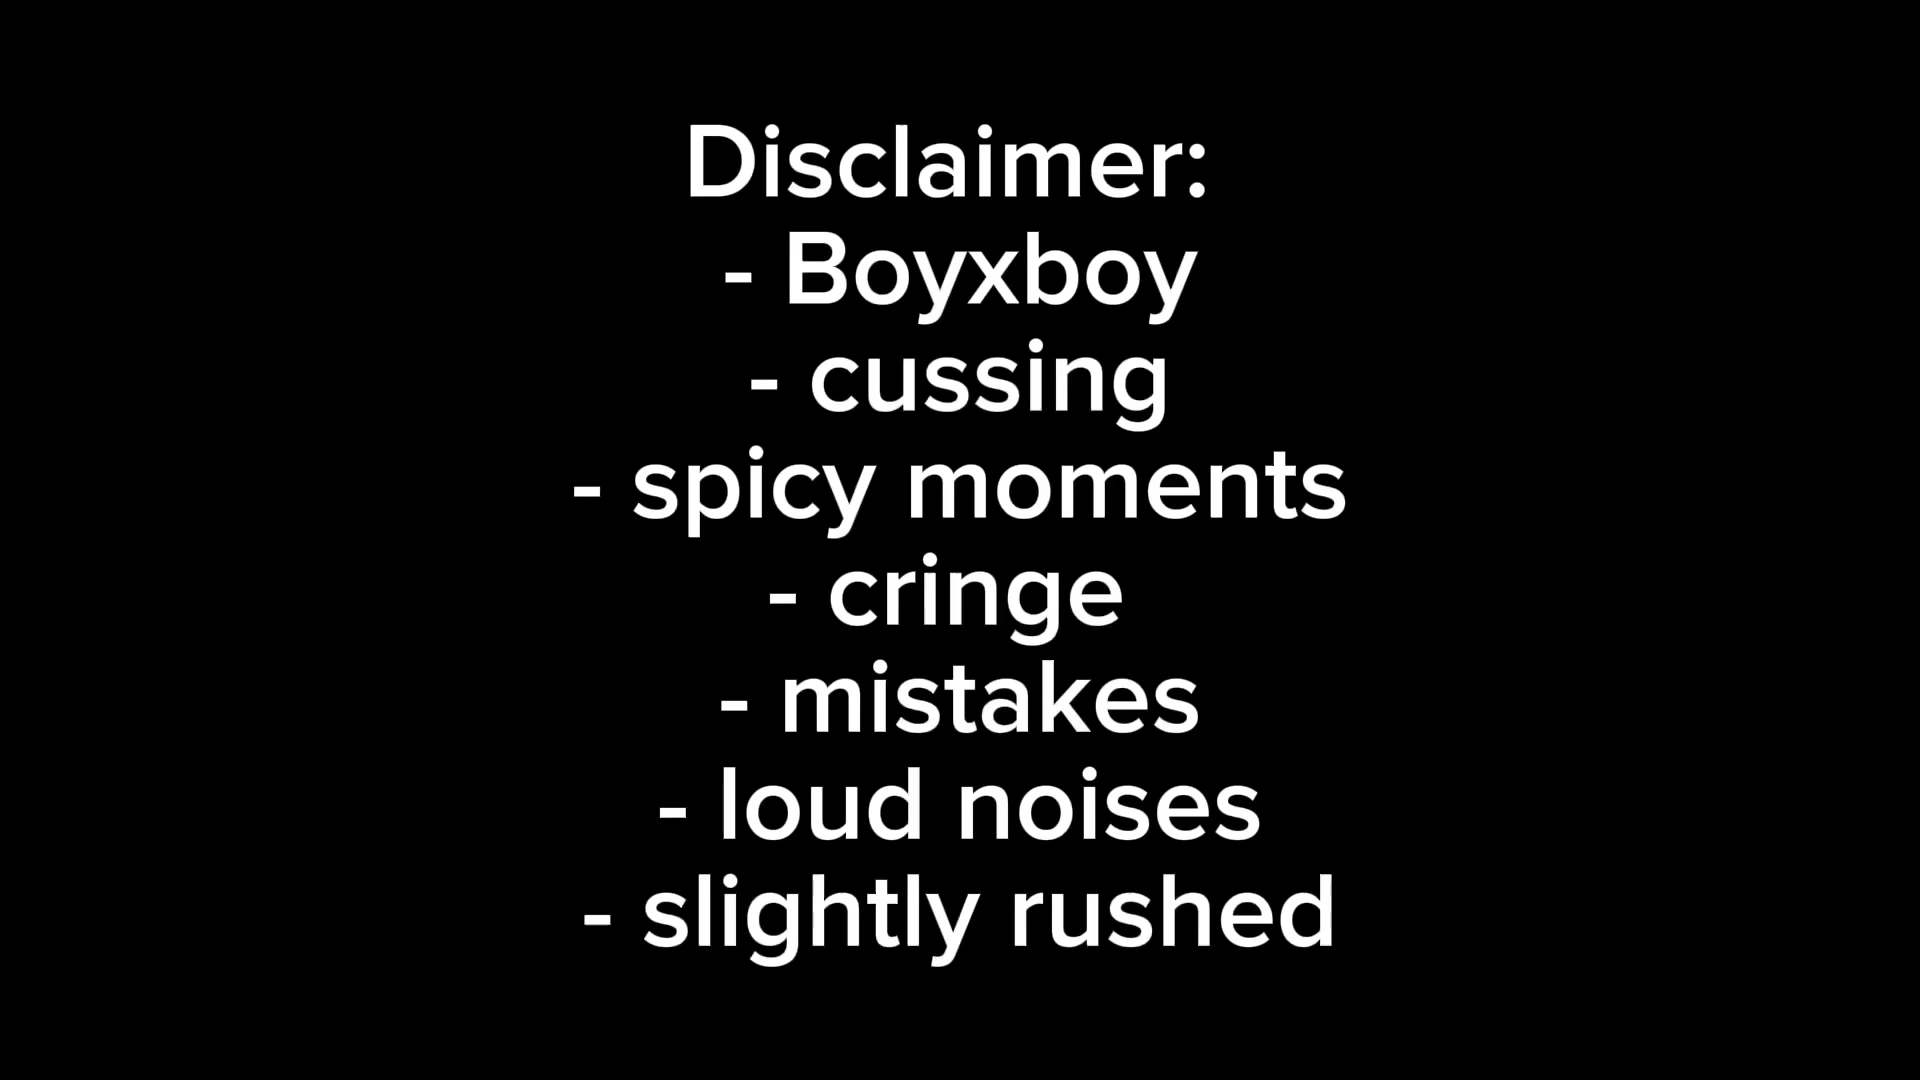 Disclaimer:
- Boyxboy
- cussing
- spicy moments
- cringe
- mistakes
- loud noises
- slightly rushed